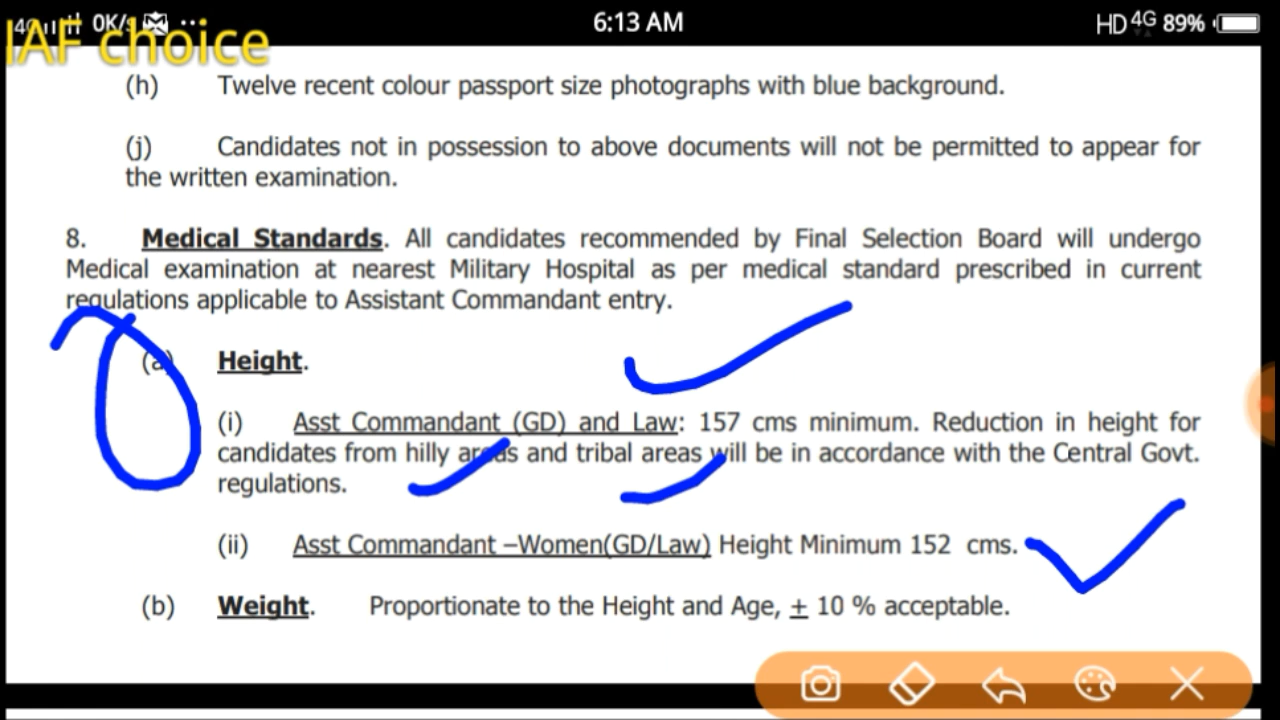 4G 0K/s ... 6:13 AM HD 4G 89%
IAF choice
(h) Twelve recent colour passport size photographs with blue background.
(j) Candidates not in possession to above documents will not be permitted to appear for
the written examination.
8. Medical Standards. All candidates recommended by Final Selection Board will undergo
Medical examination at nearest Military Hospital as per medical standard prescribed in current
regulations applicable to Assistant Commandant entry.
(a) Height.
(i) Asst Commandant (GD) and Law: 157 cms minimum. Reduction in height for
candidates from hilly areas and tribal areas will be in accordance with the Central Govt.
regulations.
(ii) Asst Commandant –Women(GD/Law) Height Minimum 152 cms.
(b) Weight. Proportionate to the Height and Age, ± 10 % acceptable.